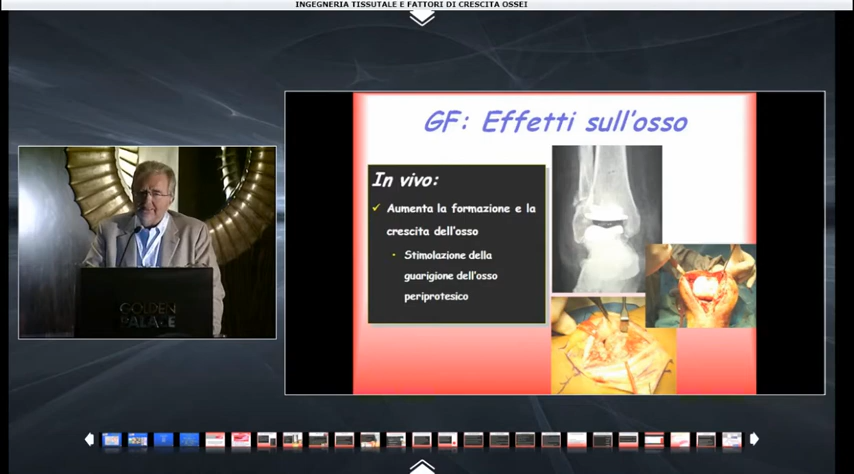 INGEGNERIA TISSUTALE E FATTORI DI CRESCITA OSSEI
GF: Effetti sull'osso
In vivo:
✓ Aumenta la formazione e la
crescita dell'osso
• Stimolazione della
guarigione dell'osso
periprotesico
GOLDEN
PALACE